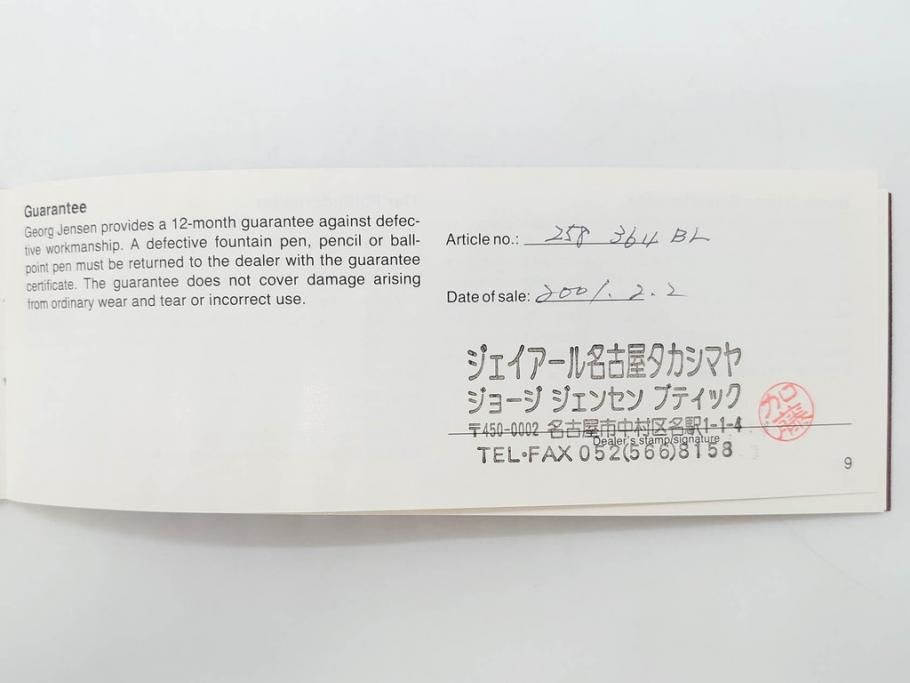 Guarantee
Georg Jensen provides a 12-month guarantee against defec-
tive workmanship. A defective fountain pen, pencil or ball-
point pen must be returned to the dealer with the guarantee
certificate. The guarantee does not cover damage arising
from ordinary wear and tear or incorrect use.
Article no.: 258 364 BL
Date of sale: 2001. 2. 2
ジェイアール名古屋タカシマヤ
ジョージ ジェンセン ブティック
〒450-0002 名古屋市中村区名駅1-1-4
Dealer's stamp/signature
TEL・FAX 052(566)8158
9